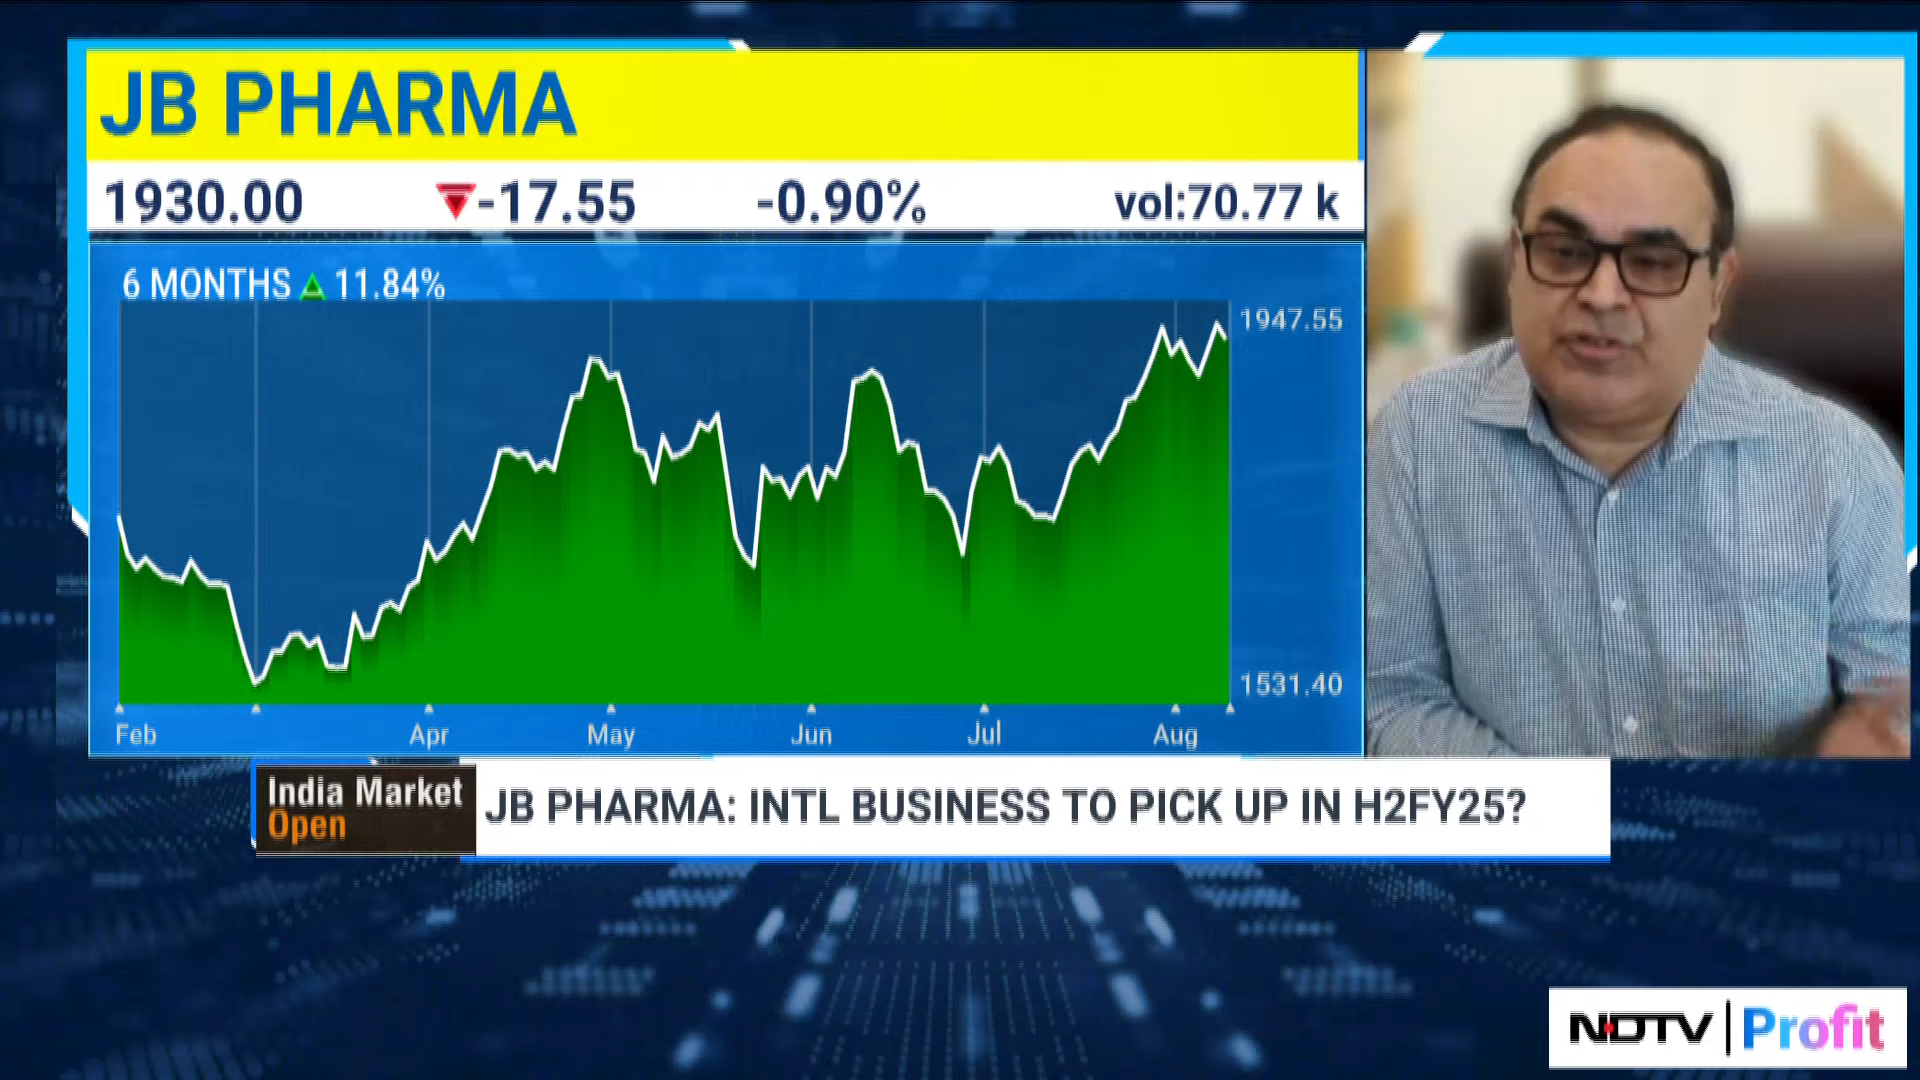 JB PHARMA
1930.00 -17.55 -0.90% vol:70.77 k
6 MONTHS 11.84%
1947.55
1531.40
Feb Apr May Jun Jul Aug
India Market
Open
JB PHARMA: INTL BUSINESS TO PICK UP IN H2FY25?
NDTV Profit